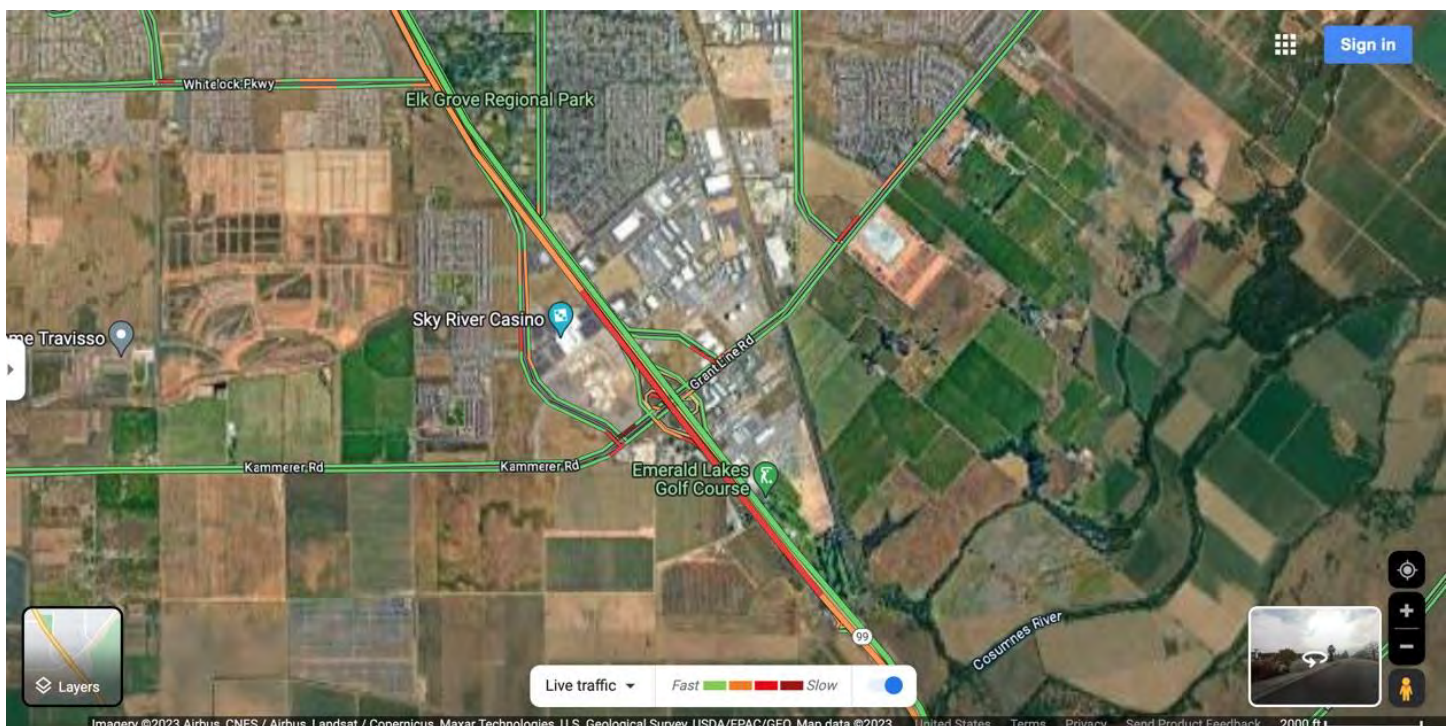 Sign in
Whitelock Pkwy
Elk Grove Regional Park
Sky River Casino
me Travisso
Grant Line Rd
Kammerer Rd
Kammerer Rd
Emerald Lakes
Golf Course
99
Cosumnes River
Layers
Live traffic
Fast
Slow
Imagery ©2023 Airbus, CNES / Airbus, Landsat / Copernicus, Maxar Technologies, U.S. Geological Survey, USDA/FPAC/GEO, Map data ©2023
United States
Terms
Privacy
Send Product Feedback
2000 ft